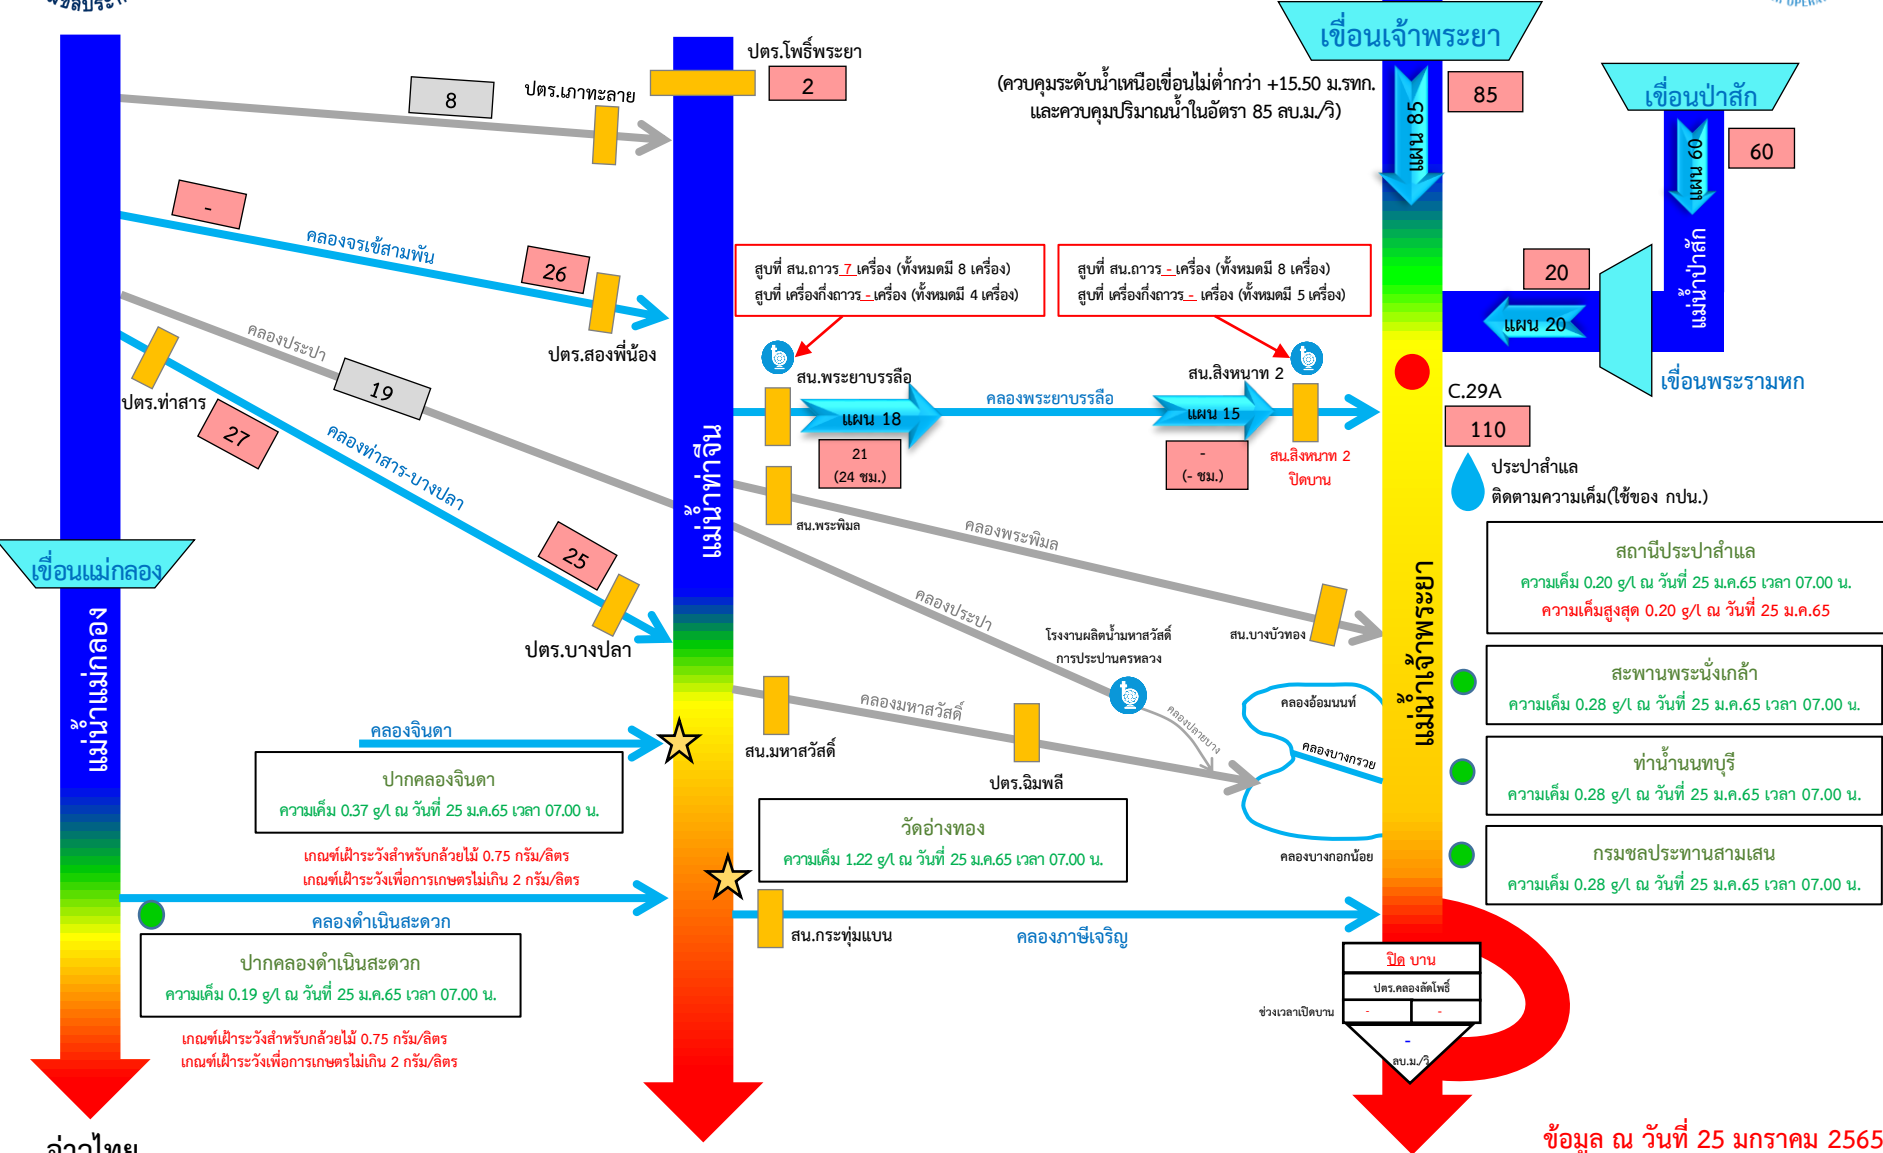 ปตร.โพธิ์พระยา
2
เขื่อนเจ้าพระยา
(ควบคุมระดับน้ำเหนือเขื่อนไม่ต่ำกว่า +15.50 ม.รทก.
และควบคุมปริมาณน้ำในอัตรา 85 ลบ.ม./วิ)
แผน 85
85
เขื่อนป่าสัก
แผน 60
60
8
ปตร.เภาทะลาย
-
คลองจรเข้สามพัน
26
ปตร.สองพี่น้อง
สูบที่ สน.ถาวร 7 เครื่อง (ทั้งหมดมี 8 เครื่อง)
สูบที่ เครื่องกึ่งถาวร - เครื่อง (ทั้งหมดมี 4 เครื่อง)
สูบที่ สน.ถาวร - เครื่อง (ทั้งหมดมี 8 เครื่อง)
สูบที่ เครื่องกึ่งถาวร - เครื่อง (ทั้งหมดมี 5 เครื่อง)
20
แผน 20
แม่น้ำป่าสัก
เขื่อนพระรามหก
คลองประปา
19
ปตร.ท่าสาร
27
คลองท่าสาร-บางปลา
25
ปตร.บางปลา
สน.พระยาบรรลือ
แผน 18
21
(24 ชม.)
คลองพระยาบรรลือ
สน.สิงหนาท 2
แผน 15
-
(- ชม.)
สน.สิงหนาท 2
ปิดบาน
C.29A
110
ประปาสำแล
ติดตามความเค็ม(ใช้ของ กปน.)
แม่น้ำท่าจีน
สน.พระพิมล
คลองพระพิมล
สน.บางบัวทอง
คลองประปา
โรงงานผลิตน้ำมหาสวัสดิ์
การประปานครหลวง
สถานีประปาสำแล
ความเค็ม 0.20 g/l ณ วันที่ 25 ม.ค.65 เวลา 07.00 น.
ความเค็มสูงสุด 0.20 g/l ณ วันที่ 25 ม.ค.65
สะพานพระนั่งเกล้า
ความเค็ม 0.28 g/l ณ วันที่ 25 ม.ค.65 เวลา 07.00 น.
ท่าน้ำนนทบุรี
ความเค็ม 0.28 g/l ณ วันที่ 25 ม.ค.65 เวลา 07.00 น.
กรมชลประทานสามเสน
ความเค็ม 0.28 g/l ณ วันที่ 25 ม.ค.65 เวลา 07.00 น.
แม่น้ำเจ้าพระยา
เขื่อนแม่กลอง
แม่น้ำแม่กลอง
คลองมหาสวัสดิ์
สน.มหาสวัสดิ์
ปตร.ฉิมพลี
คลองปลายบาง
คลองอ้อมนนท์
คลองบางกรวย
คลองบางกอกน้อย
คลองจินดา
ปากคลองจินดา
ความเค็ม 0.37 g/l ณ วันที่ 25 ม.ค.65 เวลา 07.00 น.
เกณฑ์เฝ้าระวังสำหรับกล้วยไม้ 0.75 กรัม/ลิตร
เกณฑ์เฝ้าระวังเพื่อการเกษตรไม่เกิน 2 กรัม/ลิตร
วัดอ่างทอง
ความเค็ม 1.22 g/l ณ วันที่ 25 ม.ค.65 เวลา 07.00 น.
คลองดำเนินสะดวก
ปากคลองดำเนินสะดวก
ความเค็ม 0.19 g/l ณ วันที่ 25 ม.ค.65 เวลา 07.00 น.
เกณฑ์เฝ้าระวังสำหรับกล้วยไม้ 0.75 กรัม/ลิตร
เกณฑ์เฝ้าระวังเพื่อการเกษตรไม่เกิน 2 กรัม/ลิตร
สน.กระทุ่มแบน
คลองภาษีเจริญ
ปิด บาน
ปตร.คลองลัดโพธิ์
ช่วงเวลาเปิดบาน
- -
-
ลบ.ม./วิ
อ่าวไทย
ข้อมูล ณ วันที่ 25 มกราคม 2565